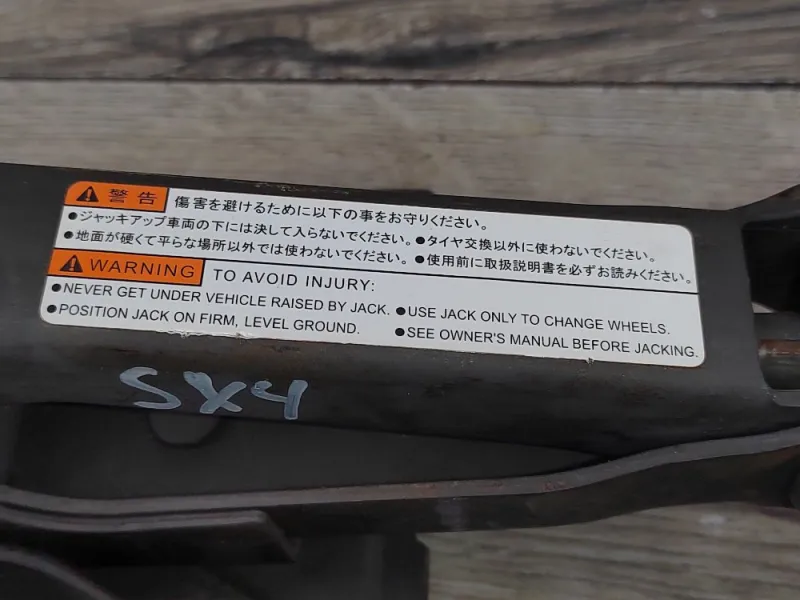 警告 傷害を避けるために以下の事をお守りください。
●ジャッキアップ車両の下には決して入らないでください。 ●タイヤ交換以外に使わないでください。
●地面が硬くて平らな場所以外では使わないでください。 ●使用前に取扱説明書を必ずお読みください。
WARNING TO AVOID INJURY:
●NEVER GET UNDER VEHICLE RAISED BY JACK. ●USE JACK ONLY TO CHANGE WHEELS.
●POSITION JACK ON FIRM, LEVEL GROUND. ●SEE OWNER'S MANUAL BEFORE JACKING.
SX4